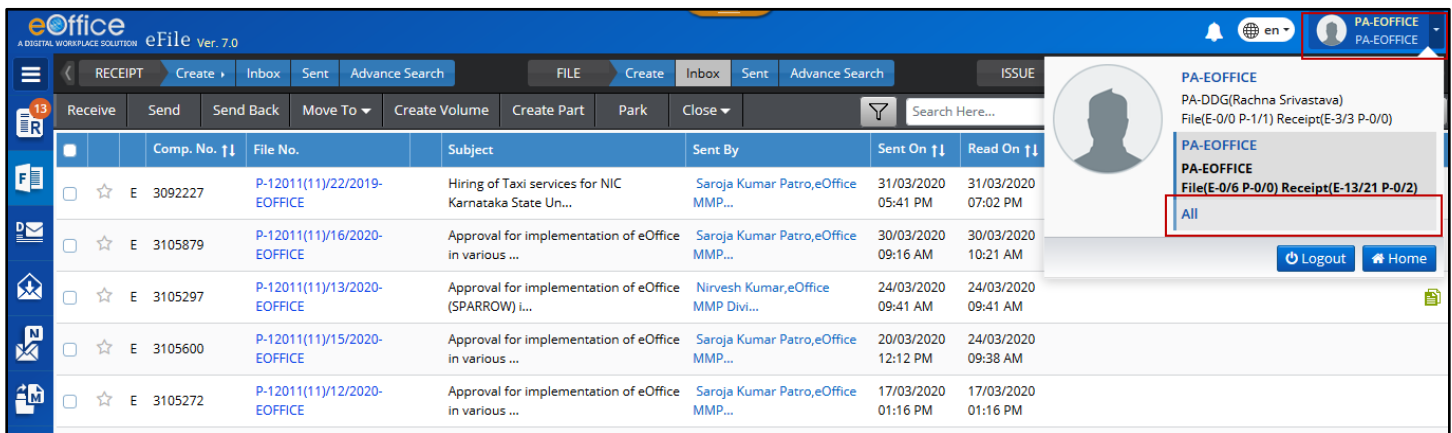 eOffice
A DIGITAL WORKPLACE SOLUTION eFile Ver. 7.0
en
PA-EOFFICE
PA-EOFFICE
RECEIPT Create Inbox Sent Advance Search FILE Create Inbox Sent Advance Search ISSUE
Receive Send Send Back Move To Create Volume Create Part Park Close Search Here...
13
R
Comp. No. File No. Subject Sent By Sent On Read On
E 3092227 P-12011(11)/22/2019-EOFFICE Hiring of Taxi services for NIC Karnataka State Un... Saroja Kumar Patro,eOffice MMP... 31/03/2020 05:41 PM 31/03/2020 07:02 PM
E 3105879 P-12011(11)/16/2020-EOFFICE Approval for implementation of eOffice in various ... Saroja Kumar Patro,eOffice MMP... 30/03/2020 09:16 AM 30/03/2020 10:21 AM
E 3105297 P-12011(11)/13/2020-EOFFICE Approval for implementation of eOffice (SPARROW) i... Nirvesh Kumar,eOffice MMP Divi... 24/03/2020 09:41 AM 24/03/2020 09:41 AM
E 3105600 P-12011(11)/15/2020-EOFFICE Approval for implementation of eOffice in various ... Saroja Kumar Patro,eOffice MMP... 20/03/2020 12:12 PM 24/03/2020 09:38 AM
E 3105272 P-12011(11)/12/2020-EOFFICE Approval for implementation of eOffice in various ... Saroja Kumar Patro,eOffice MMP... 17/03/2020 01:16 PM 17/03/2020 01:16 PM
F
D
N
M
PA-EOFFICE
PA-DDG(Rachna Srivastava)
File(E-0/0 P-1/1) Receipt(E-3/3 P-0/0)
PA-EOFFICE
PA-EOFFICE
File(E-0/6 P-0/0) Receipt(E-13/21 P-0/2)
All
Logout Home